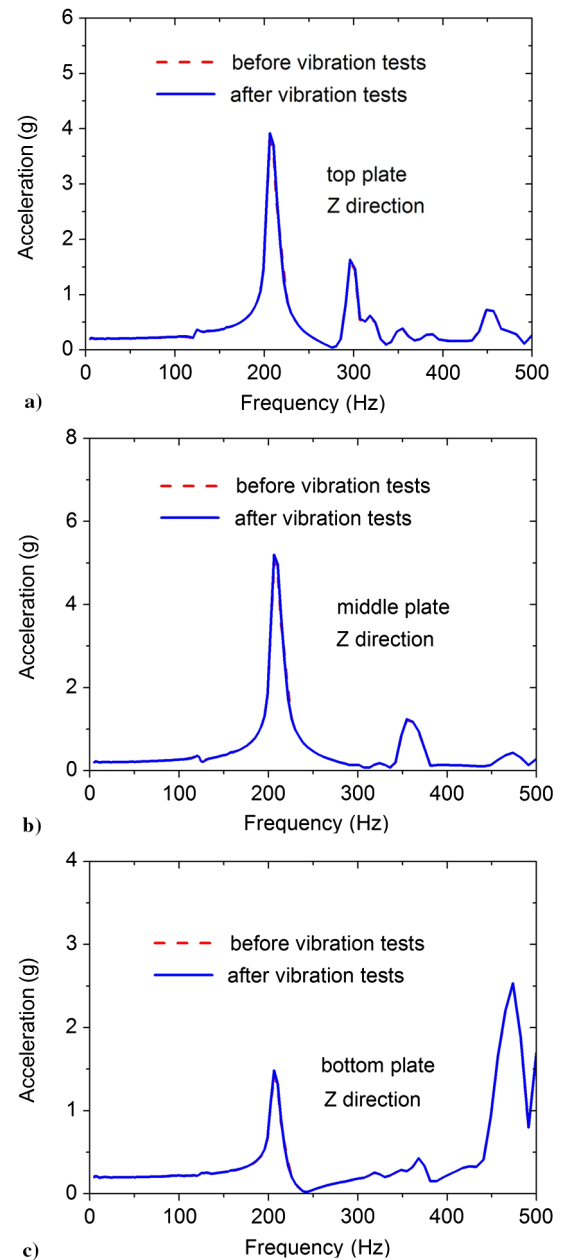 6
5
4
3
2
1
0
Acceleration (g)
before vibration tests
after vibration tests
top plate
Z direction
0 100 200 300 400 500
Frequency (Hz)
a)
8
6
4
2
0
Acceleration (g)
before vibration tests
after vibration tests
middle plate
Z direction
0 100 200 300 400 500
Frequency (Hz)
b)
4
3
2
1
0
Acceleration (g)
before vibration tests
after vibration tests
bottom plate
Z direction
0 100 200 300 400 500
Frequency (Hz)
c)